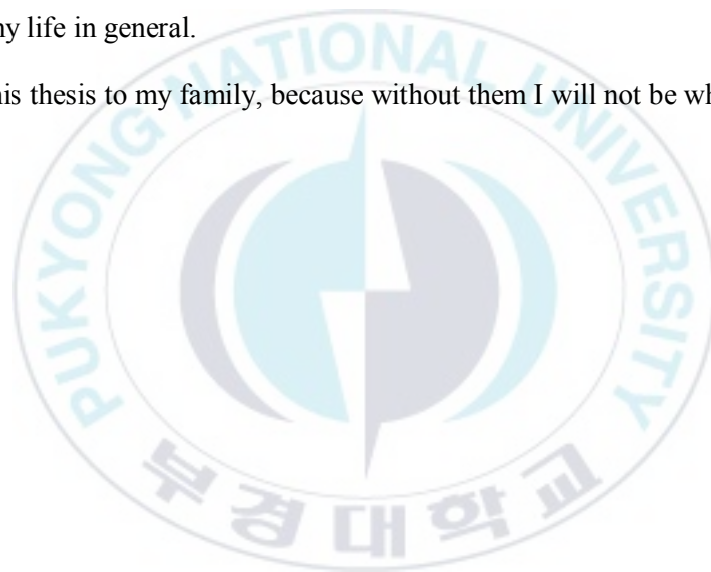 ny life in general.
his thesis to my family, because without them I will not be wh
PUKYONG NATIONAL UNIVERSITY
부경대학교